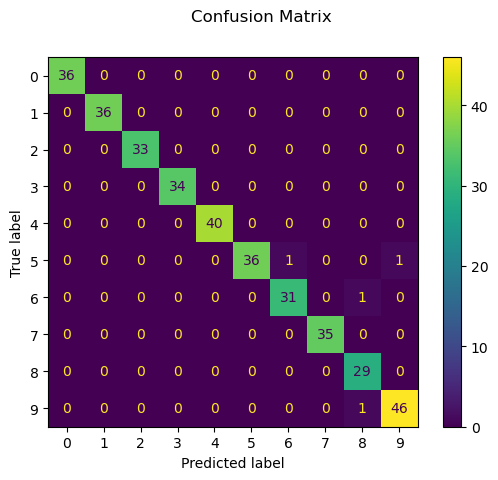 Confusion Matrix
0 36 0 0 0 0 0 0 0 0 0
1 0 36 0 0 0 0 0 0 0 0
2 0 0 33 0 0 0 0 0 0 0
3 0 0 0 34 0 0 0 0 0 0
4 0 0 0 0 40 0 0 0 0 0
5 0 0 0 0 0 36 1 0 0 1
6 0 0 0 0 0 0 31 0 1 0
7 0 0 0 0 0 0 0 35 0 0
8 0 0 0 0 0 0 0 0 29 0
9 0 0 0 0 0 0 0 0 1 46
0 1 2 3 4 5 6 7 8 9
Predicted label
True label
40
30
20
10
0